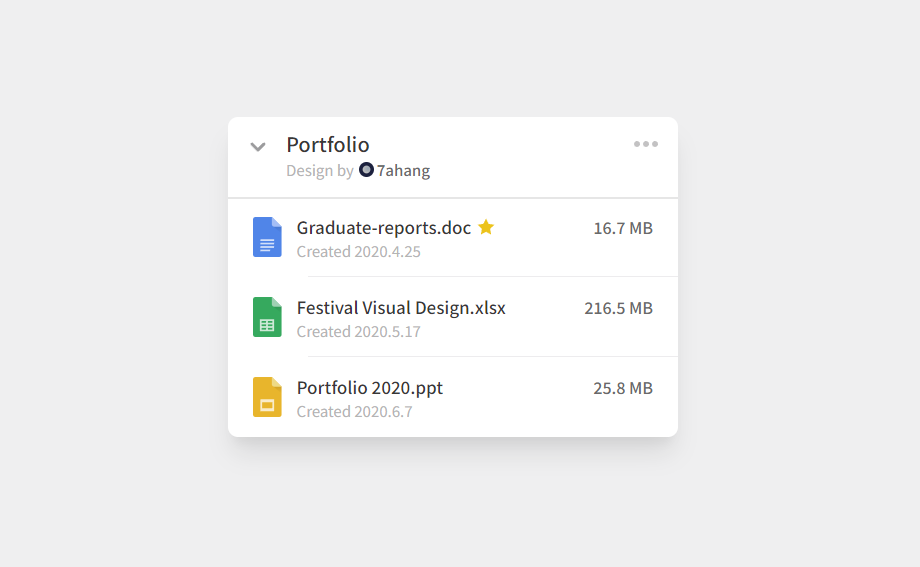 Portfolio
Design by 7ahang
Graduate-reports.doc 16.7 MB
Created 2020.4.25
Festival Visual Design.xlsx 216.5 MB
Created 2020.5.17
Portfolio 2020.ppt 25.8 MB
Created 2020.6.7